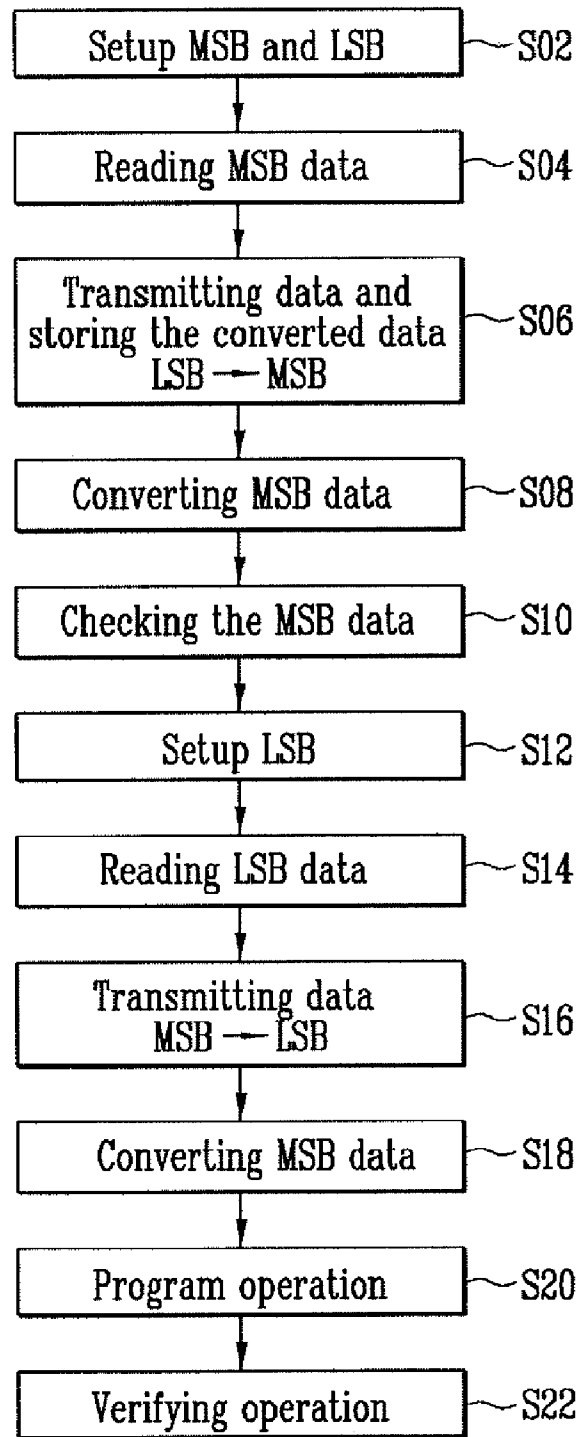 Setup MSB and LSB S02
Reading MSB data S04
Transmitting data and
storing the converted data S06
LSB → MSB
Converting MSB data S08
Checking the MSB data S10
Setup LSB S12
Reading LSB data S14
Transmitting data
MSB → LSB S16
Converting MSB data S18
Program operation S20
Verifying operation S22